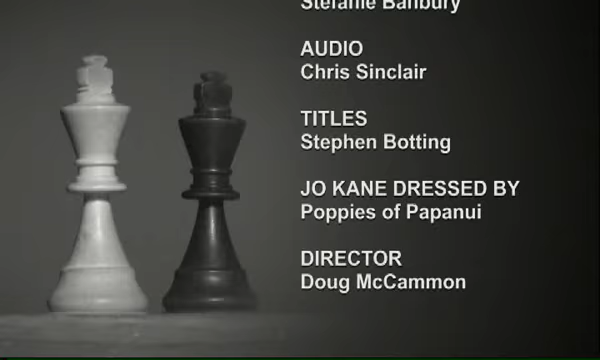 Stefanie Banbury
AUDIO
Chris Sinclair
TITLES
Stephen Botting
JO KANE DRESSED BY
Poppies of Papanui
DIRECTOR
Doug McCammon